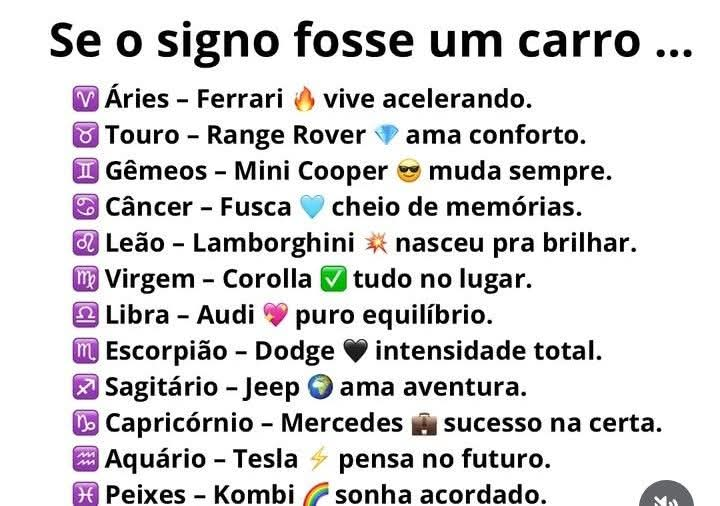 Se o signo fosse um carro ...
♈ Áries – Ferrari 🔥 vive acelerando.
♉ Touro – Range Rover 💎 ama conforto.
♊ Gêmeos – Mini Cooper 😎 muda sempre.
♋ Câncer – Fusca 🩵 cheio de memórias.
♌ Leão – Lamborghini 💥 nasceu pra brilhar.
♍ Virgem – Corolla ✅ tudo no lugar.
♎ Libra – Audi 💖 puro equilíbrio.
♏ Escorpião – Dodge 🖤 intensidade total.
♐ Sagitário – Jeep 🌍 ama aventura.
♑ Capricórnio – Mercedes 💼 sucesso na certa.
♒ Aquário – Tesla ⚡ pensa no futuro.
♓ Peixes – Kombi 🌈 sonha acordado.